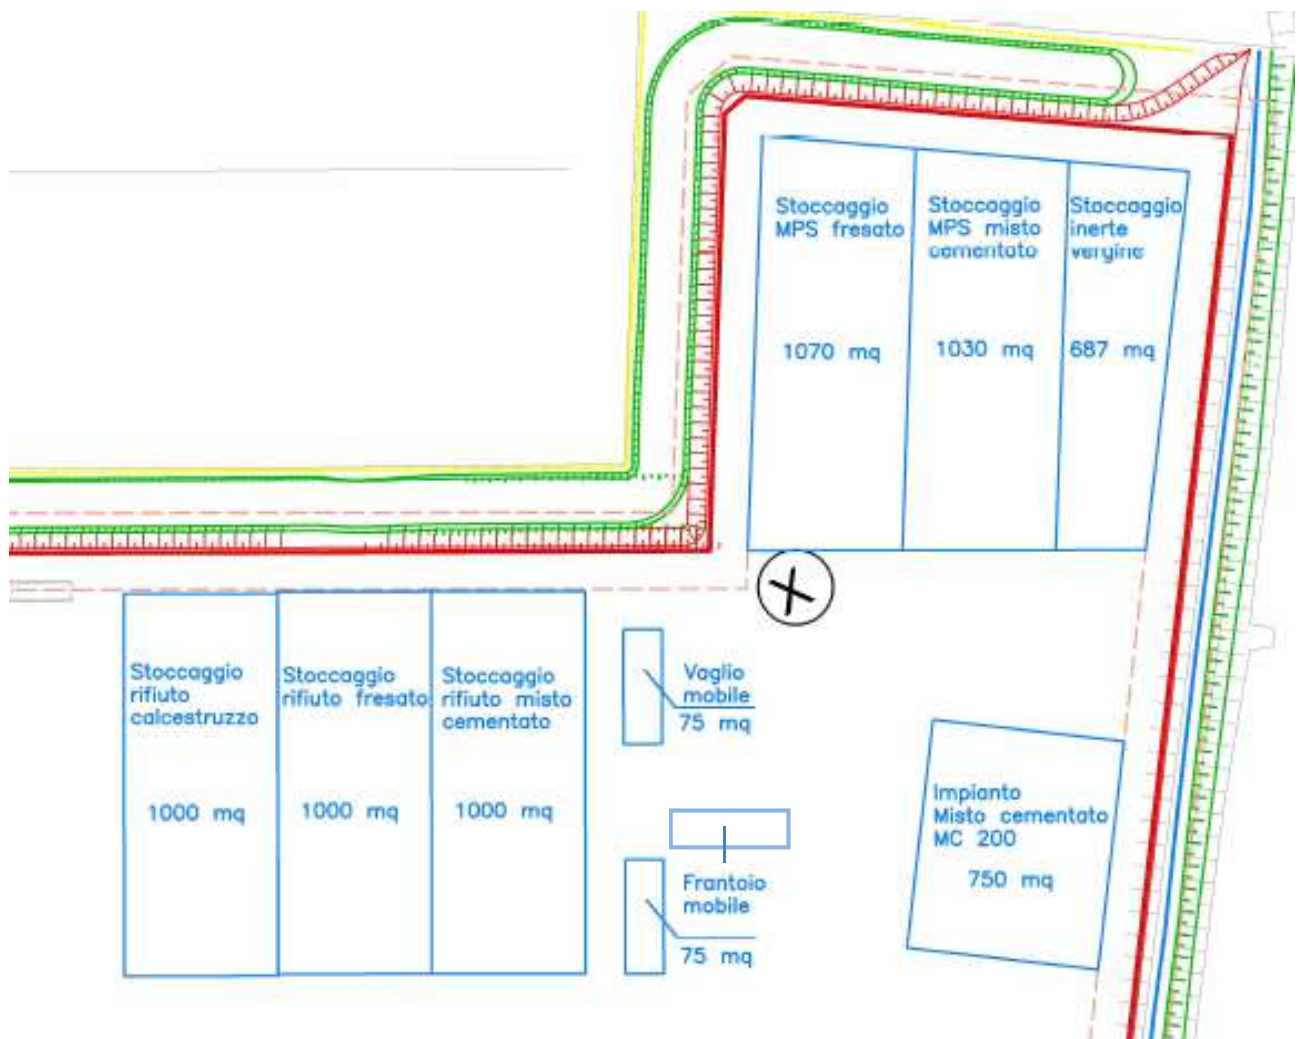 Stoccaggio
MPS fresato
1070 mq
Stoccaggio
MPS misto
cementato
1030 mq
Stoccaggio
inerte
vergine
687 mq
Stoccaggio
rifiuto
calcestruzzo
1000 mq
Stoccaggio
rifiuto fresato
1000 mq
Stoccaggio
rifiuto misto
cementato
1000 mq
Vaglio
mobile
75 mq
Frantoio
mobile
75 mq
Impianto
Misto cementato
MC 200
750 mq
X